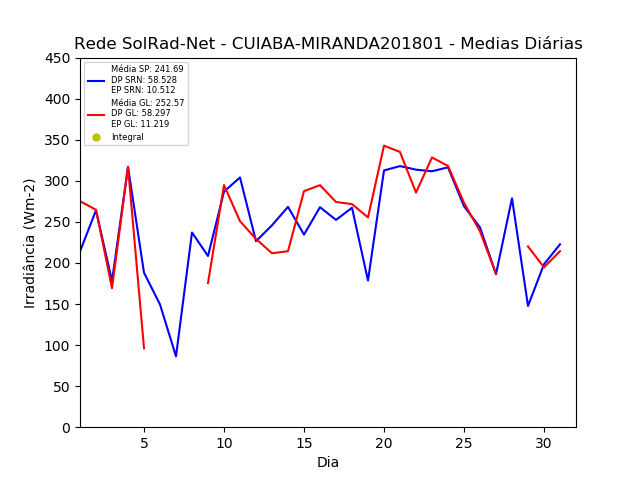 Rede SolRad-Net - CUIABA-MIRANDA201801 - Medias Diárias
450
400
350
300
250
200
150
100
50
0
Irradiância (Wm-2)
Média SP: 241.69
DP SRN: 58.528
EP SRN: 10.512
Média GL: 252.57
DP GL: 58.297
EP GL: 11.219
Integral
5
10
15
20
25
30
Dia